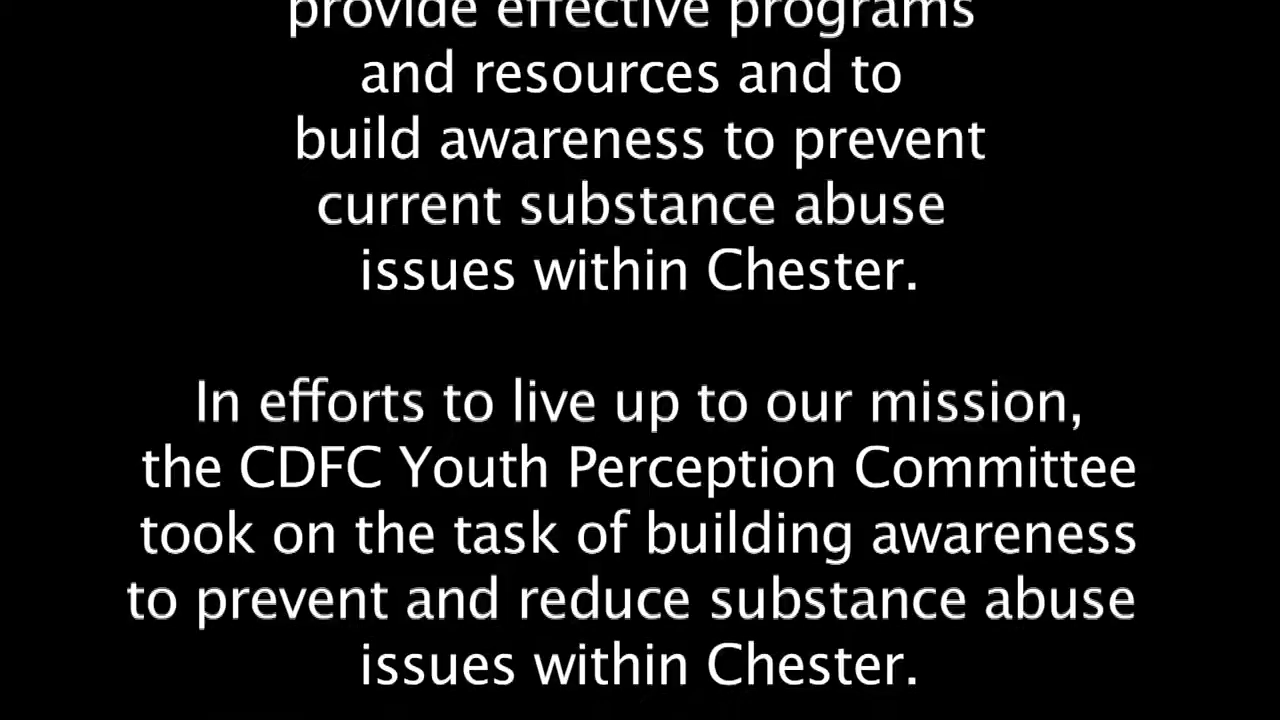 provide effective programs
and resources and to
build awareness to prevent
current substance abuse
issues within Chester.
In efforts to live up to our mission,
the CDFC Youth Perception Committee
took on the task of building awareness
to prevent and reduce substance abuse
issues within Chester.